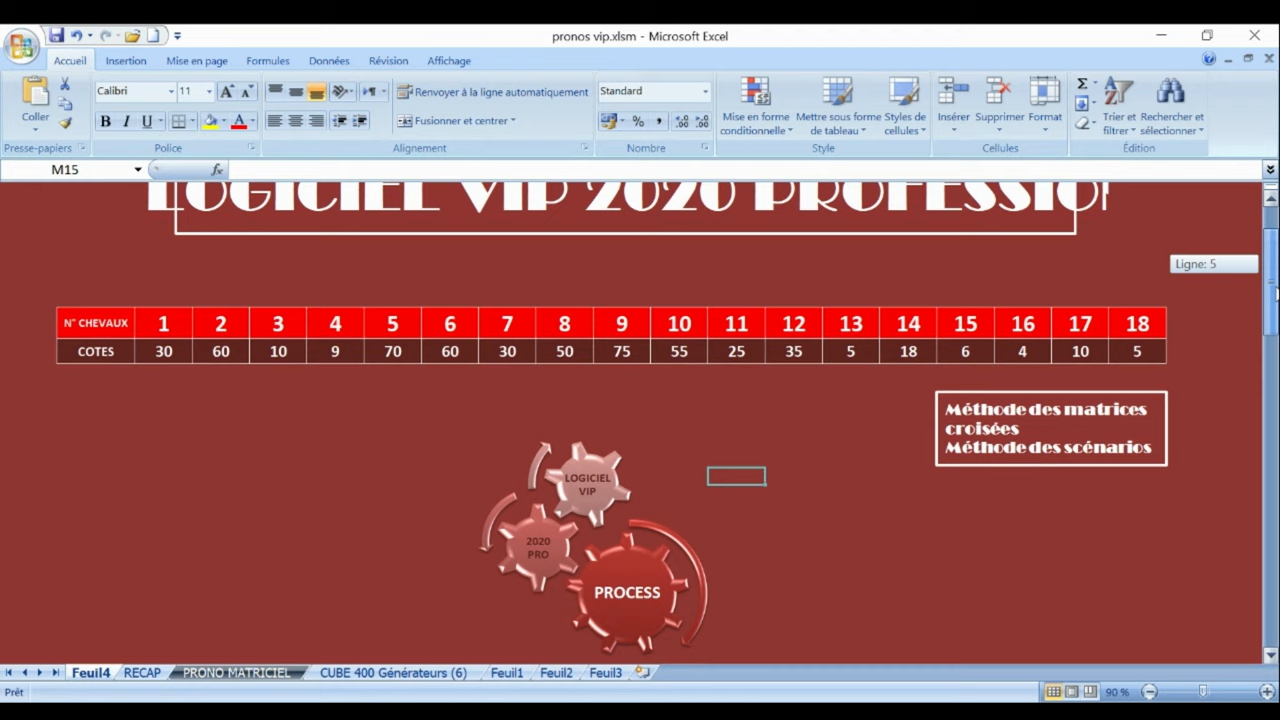 pronos vip.xlsm - Microsoft Excel
Accueil Insertion Mise en page Formules Données Révision Affichage
Calibri 11 Renvoyer à la ligne automatiquement Standard
Coller Mise en forme conditionnelle Mettre sous forme de tableau Styles de cellules Insérer Supprimer Format Trier et filtrer Rechercher et sélectionner
G I S Fusionner et centrer % 000
Presse-papiers Police Alignement Nombre Style Cellules Édition
M15 fx
LOGICIEL VIP 2020 PROFESSION
Ligne: 5
N° CHEVAUX 1 2 3 4 5 6 7 8 9 10 11 12 13 14 15 16 17 18
COTES 30 60 10 9 70 60 30 50 75 55 25 35 5 18 6 4 10 5
Méthode des matrices
croisées
Méthode des scénarios
LOGICIEL
VIP
2020
PRO
PROCESS
Feuil4 RECAP PRONO MATRICIEL CUBE 400 Générateurs (6) Feuil1 Feuil2 Feuil3
Prêt 90 %